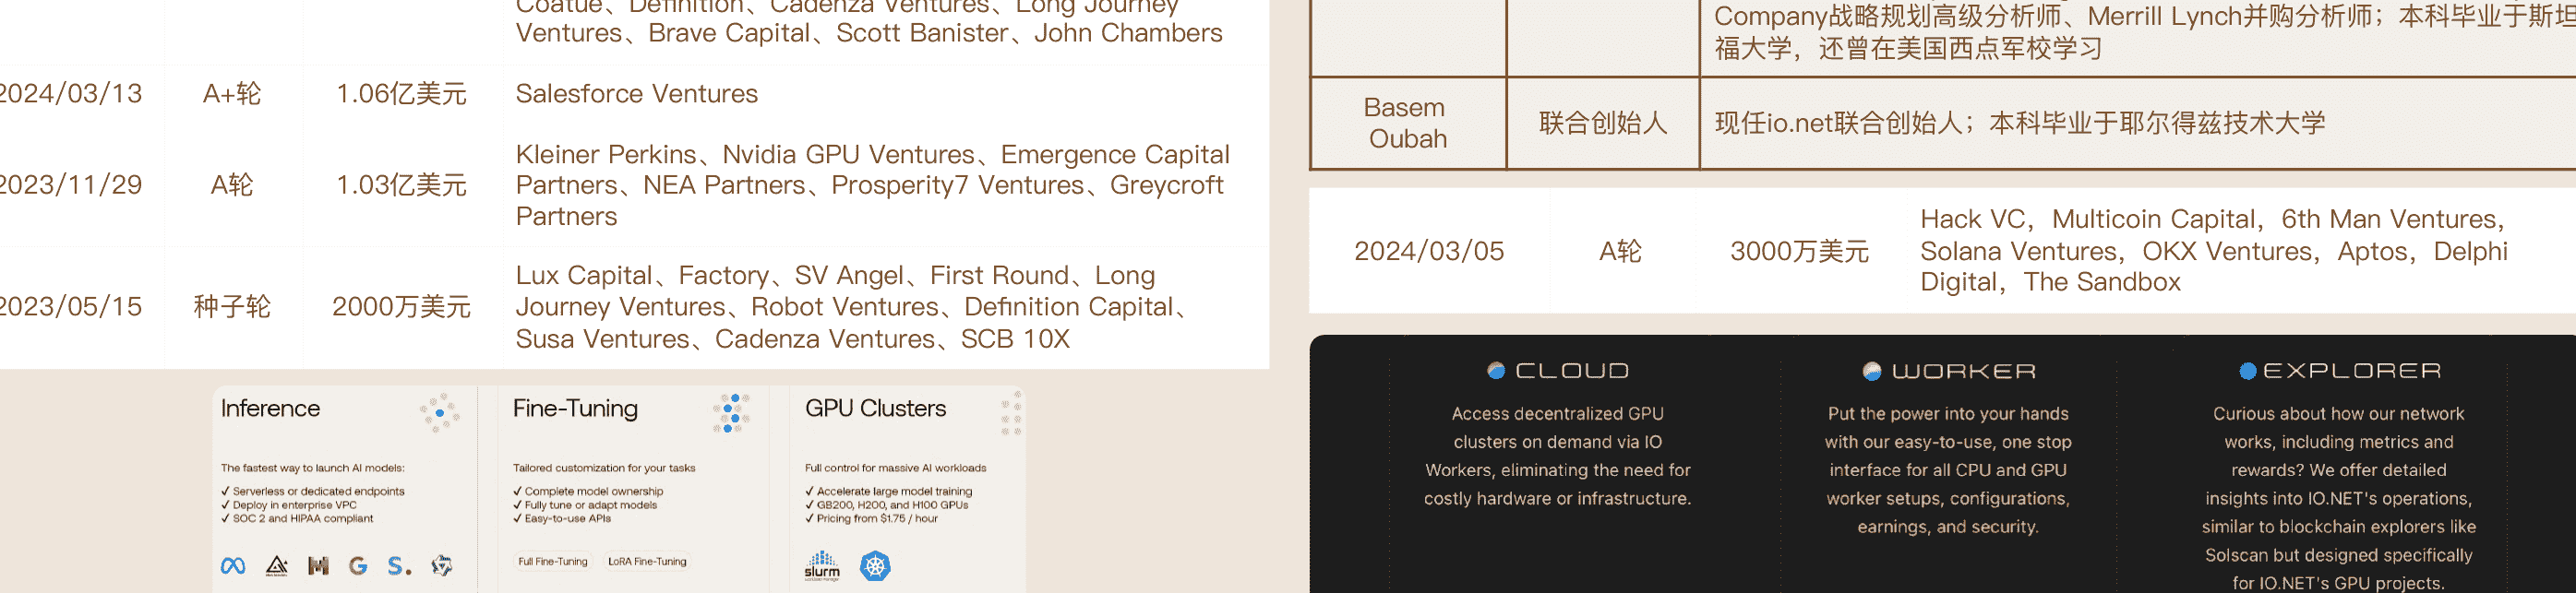 Coatue、Definition、Cadenza Ventures、Long Journey
Ventures、Brave Capital、Scott Banister、John Chambers
2024/03/13 A+轮 1.06亿美元 Salesforce Ventures
2023/11/29 A轮 1.03亿美元 Kleiner Perkins、Nvidia GPU Ventures、Emergence Capital
Partners、NEA Partners、Prosperity7 Ventures、Greycroft
Partners
2023/05/15 种子轮 2000万美元 Lux Capital、Factory、SV Angel、First Round、Long
Journey Ventures、Robot Ventures、Definition Capital、
Susa Ventures、Cadenza Ventures、SCB 10X
Inference
The fastest way to launch AI models:
✓ Serverless or dedicated endpoints
✓ Deploy in enterprise VPC
✓ SOC 2 and HIPAA compliant
Fine-Tuning
Tailored customization for your tasks
✓ Complete model ownership
✓ Fully tune or adapt models
✓ Easy-to-use APIs
Full Fine-Tuning
LoRA Fine-Tuning
GPU Clusters
Full control for massive AI workloads
✓ Accelerate large model training
✓ GB200, H200, and H100 GPUs
✓ Pricing from $1.75 / hour
slurm
Company战略规划高级分析师、Merrill Lynch并购分析师；本科毕业于斯坦
福大学，还曾在美国西点军校学习
Basem
Oubah
联合创始人
现任io.net联合创始人；本科毕业于耶尔得兹技术大学
2024/03/05 A轮 3000万美元 Hack VC，Multicoin Capital，6th Man Ventures，
Solana Ventures，OKX Ventures，Aptos，Delphi
Digital，The Sandbox
CLOUD
Access decentralized GPU
clusters on demand via IO
Workers, eliminating the need for
costly hardware or infrastructure.
WORKER
Put the power into your hands
with our easy-to-use, one stop
interface for all CPU and GPU
worker setups, configurations,
earnings, and security.
EXPLORER
Curious about how our network
works, including metrics and
rewards? We offer detailed
insights into IO.NET's operations,
similar to blockchain explorers like
Solscan but designed specifically
for IO.NET's GPU projects.